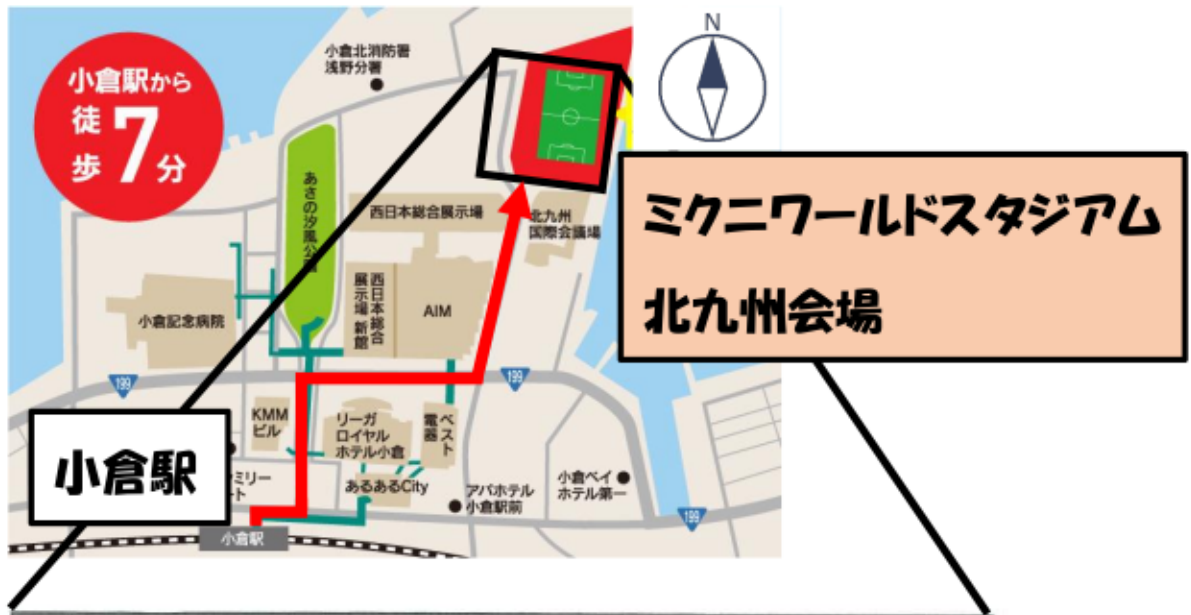 小倉駅から
徒歩7分
小倉北消防署
浅野分署
N
ミクニワールドスタジアム
北九州会場
あさの汐風公園
西日本総合展示場
北九州
国際会議場
西日本総合
展示場 新館
AIM
小倉記念病院
199
199
KMM
ビル
リーガ
ロイヤル
ホテル小倉
ベスト
電器
小倉駅
ミリー
ト
あるあるCity
アパホテル
小倉駅前
小倉ベイ
ホテル第一
199
小倉駅